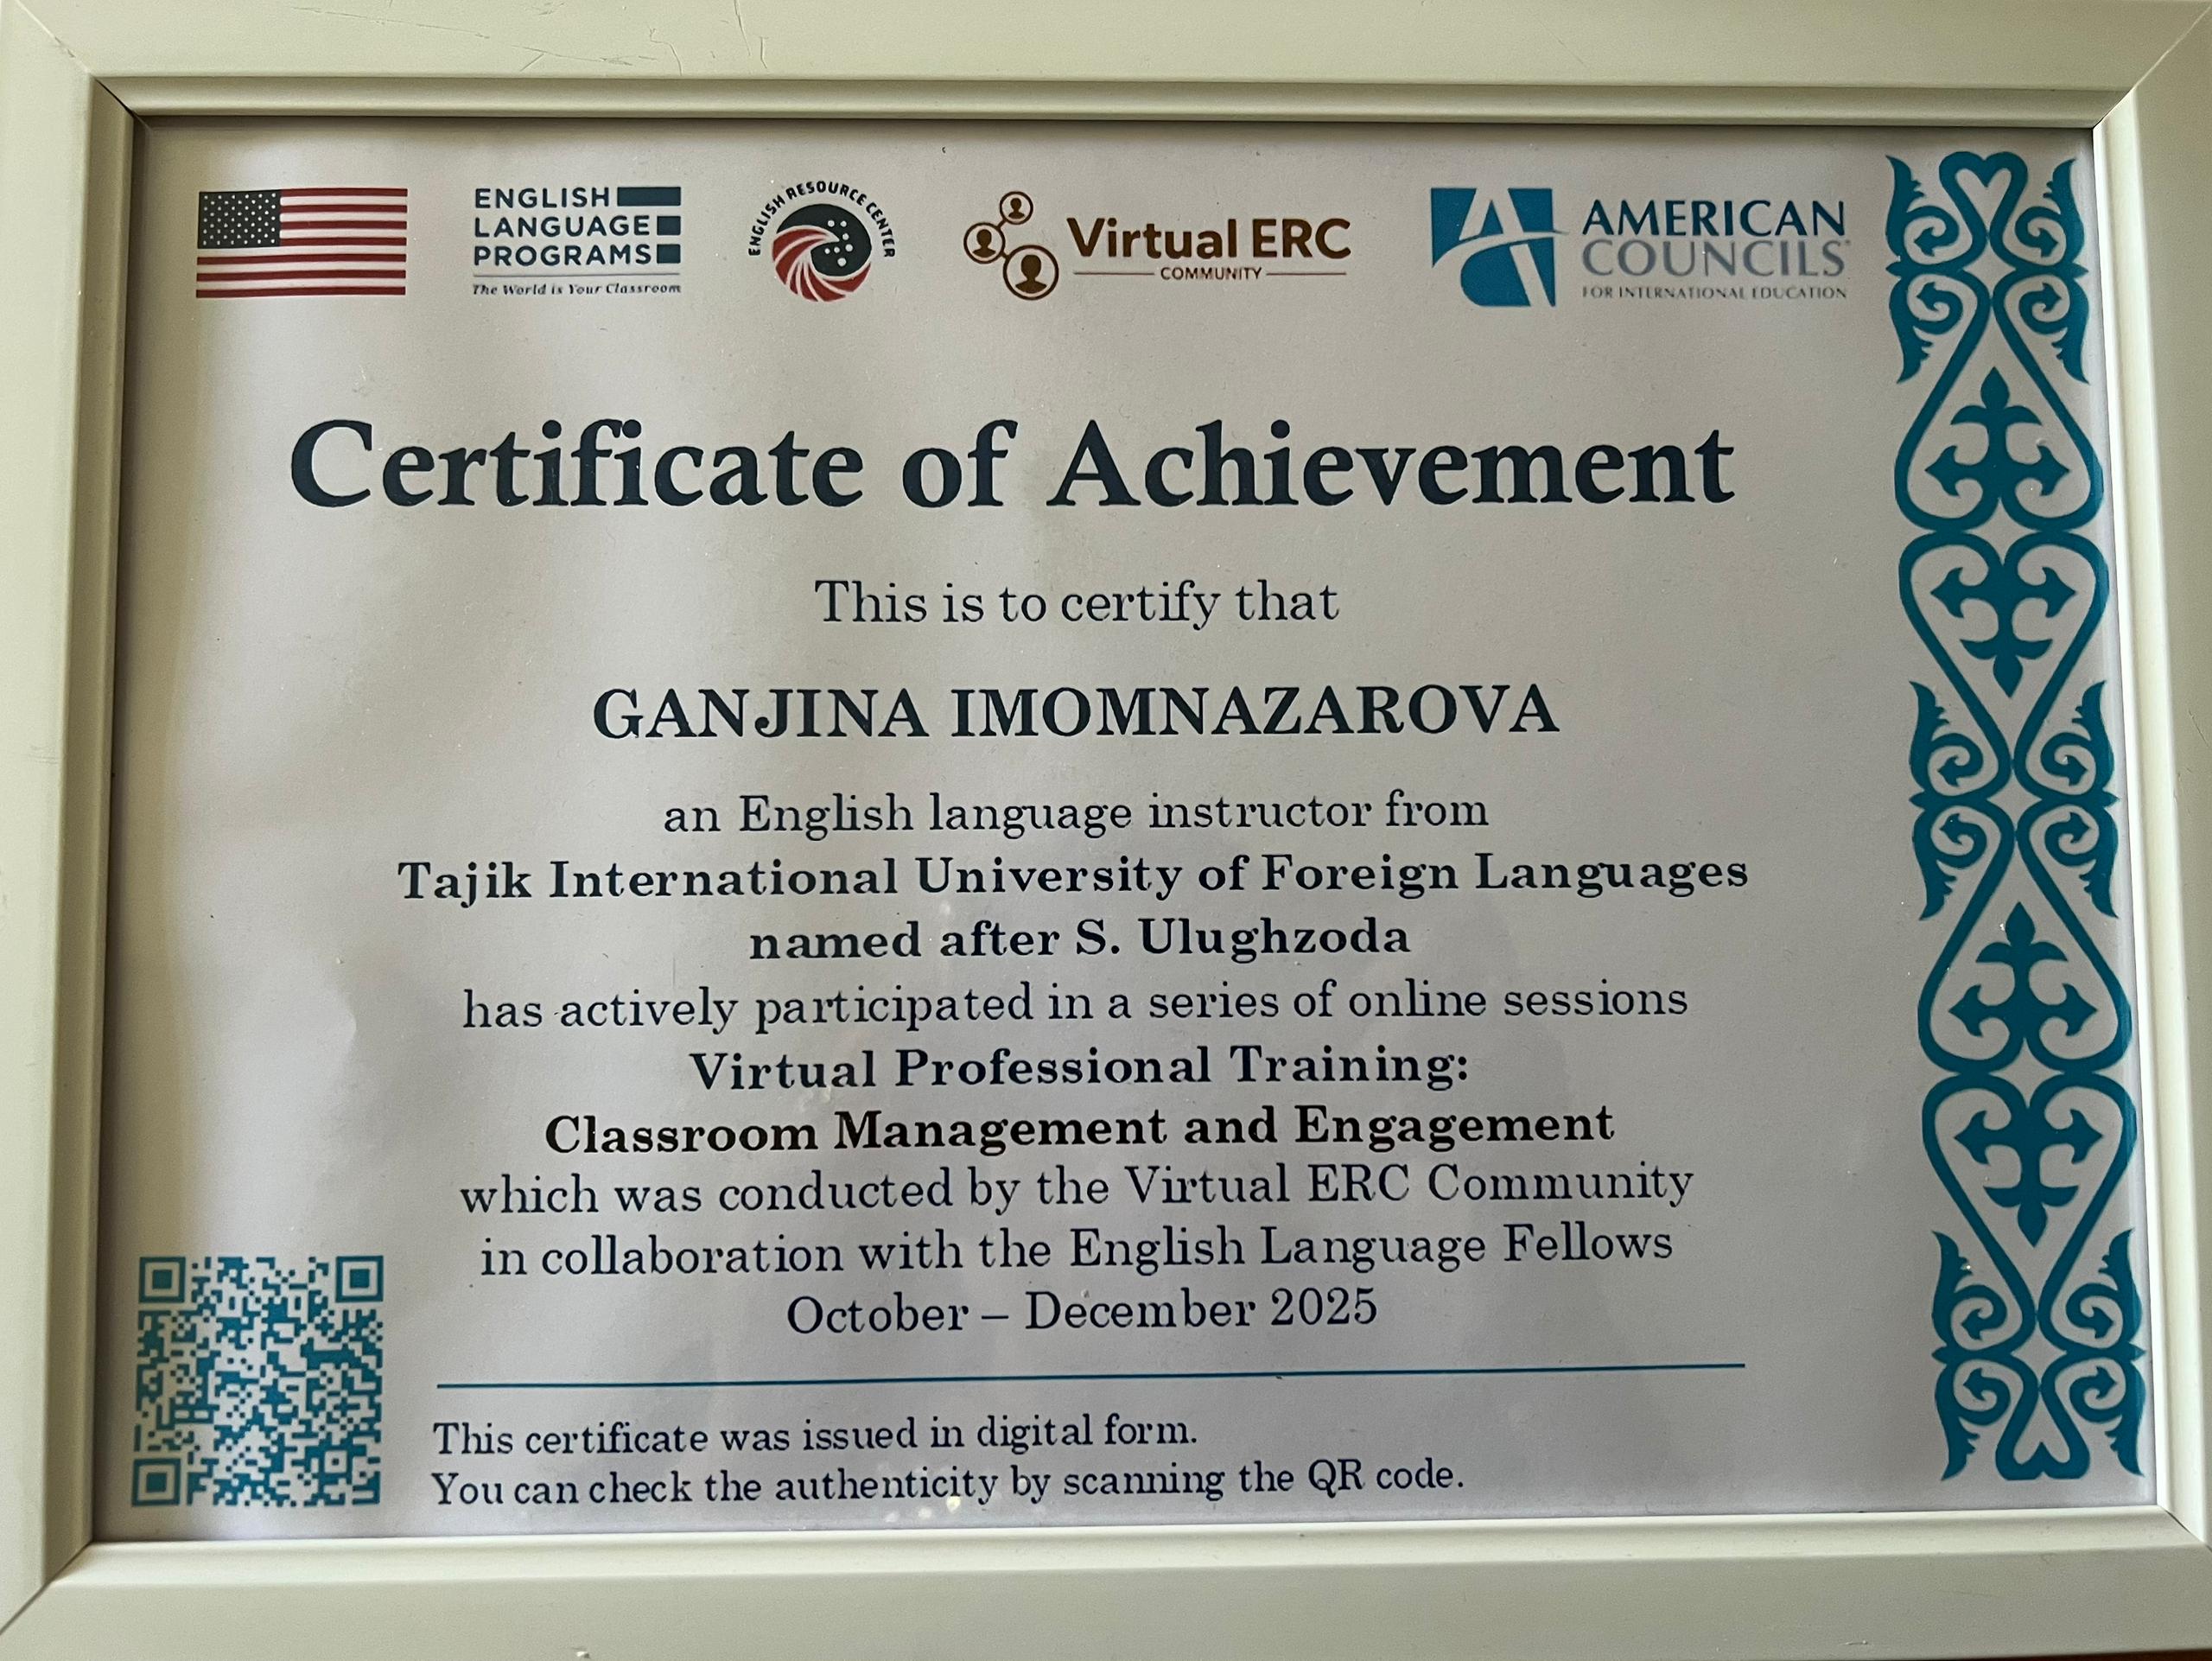 ENGLISH
LANGUAGE
PROGRAMS
The World is Your Classroom
ENGLISH RESOURCE CENTER
Virtual ERC
COMMUNITY
AMERICAN
COUNCILS
FOR INTERNATIONAL EDUCATION
Certificate of Achievement
This is to certify that
GANJINA IMOMNAZAROVA
an English language instructor from
Tajik International University of Foreign Languages
named after S. Ulughzoda
has actively participated in a series of online sessions
Virtual Professional Training:
Classroom Management and Engagement
which was conducted by the Virtual ERC Community
in collaboration with the English Language Fellows
October – December 2025
This certificate was issued in digital form.
You can check the authenticity by scanning the QR code.